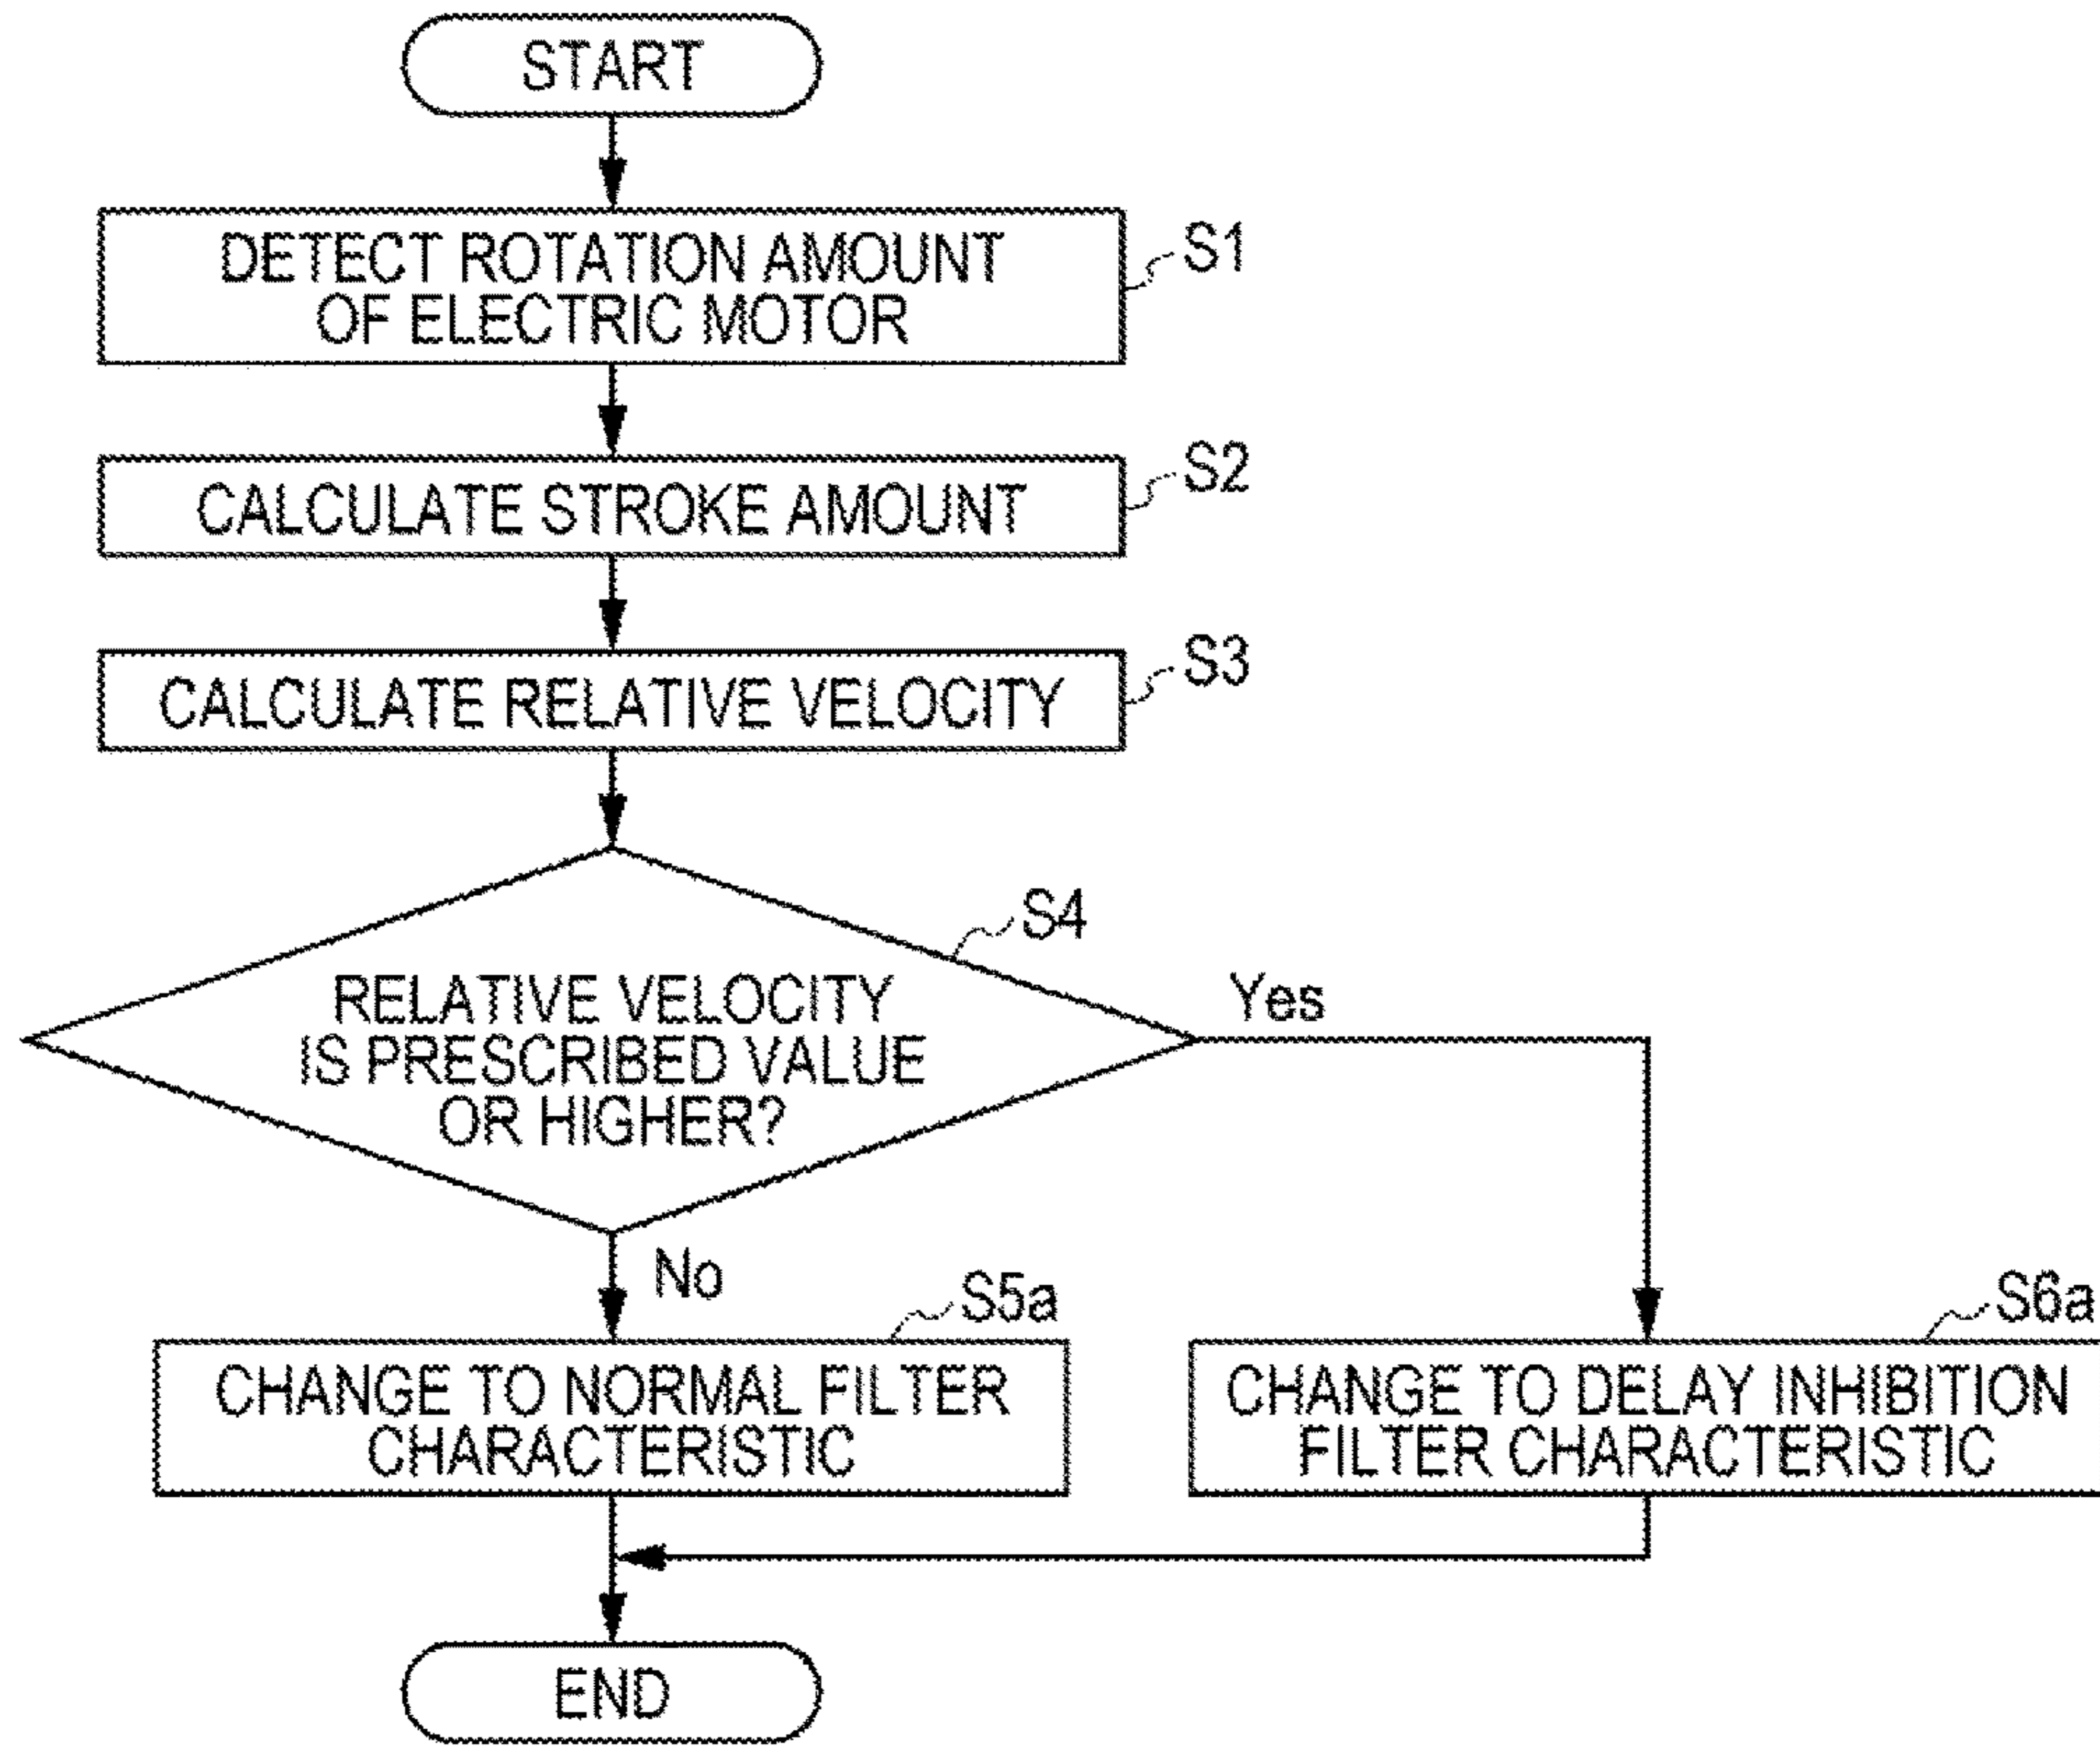 START
DETECT ROTATION AMOUNT
OF ELECTRIC MOTOR
S1
CALCULATE STROKE AMOUNT
S2
CALCULATE RELATIVE VELOCITY
S3
S4
RELATIVE VELOCITY
IS PRESCRIBED VALUE
OR HIGHER?
Yes
No
S5a
CHANGE TO NORMAL FILTER
CHARACTERISTIC
S6a
CHANGE TO DELAY INHIBITION
FILTER CHARACTERISTIC
END